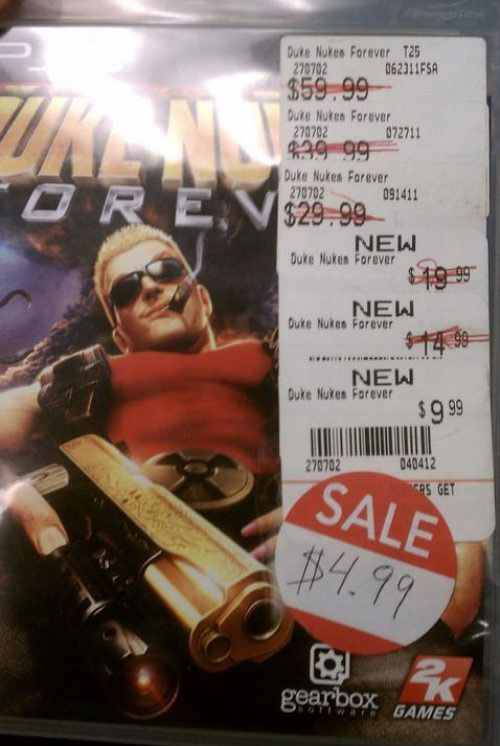 DUKE NU
FOREV
Duke Nukem Forever T25
270702 062311FSA
$59.99
Duke Nukem Forever
270702 072711
$39.99
Duke Nukem Forever
270702 091411
$29.99
NEW
Duke Nukem Forever
$19.99
NEW
Duke Nukem Forever
$14.99
NEW
Duke Nukem Forever
$9.99
270702 040412
ERS GET
SALE
$4.99
gearbox
software
2K
GAMES